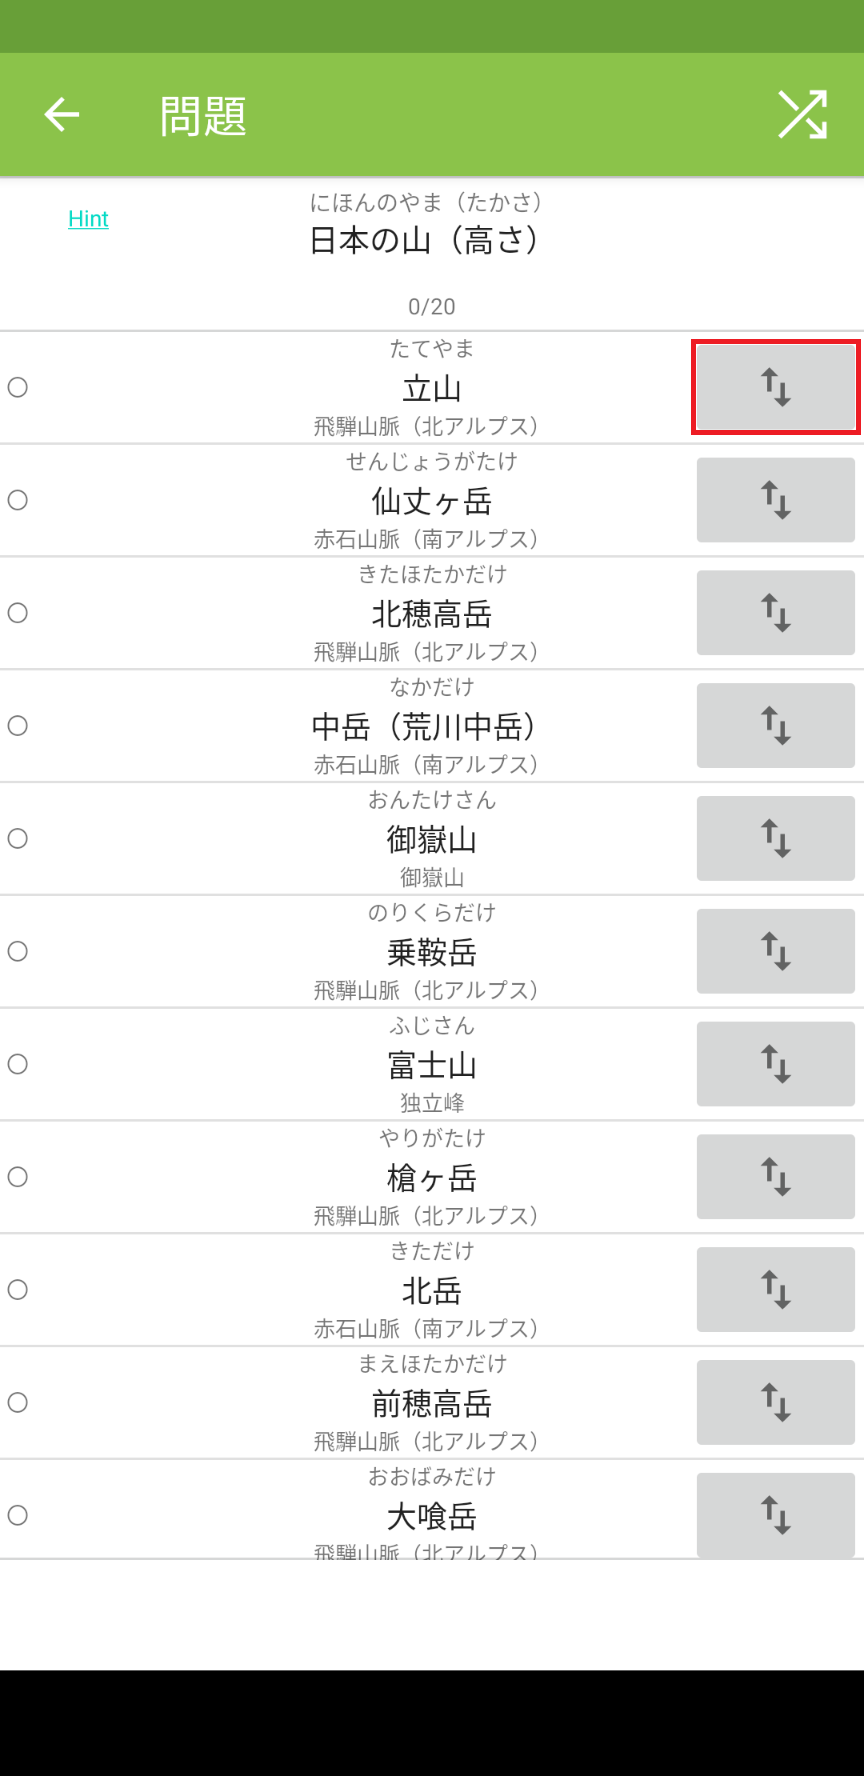 問題
Hint
にほんのやま（たかさ）
日本の山（高さ）
0/20
たてやま
立山
飛騨山脈（北アルプス）
せんじょうがたけ
仙丈ヶ岳
赤石山脈（南アルプス）
きたほたかだけ
北穂高岳
飛騨山脈（北アルプス）
なかだけ
中岳（荒川中岳）
赤石山脈（南アルプス）
おんたけさん
御嶽山
御嶽山
のりくらだけ
乗鞍岳
飛騨山脈（北アルプス）
ふじさん
富士山
独立峰
やりがたけ
槍ヶ岳
飛騨山脈（北アルプス）
きただけ
北岳
赤石山脈（南アルプス）
まえほたかだけ
前穂高岳
飛騨山脈（北アルプス）
おおばみだけ
大喰岳
飛騨山脈（北アルプス）